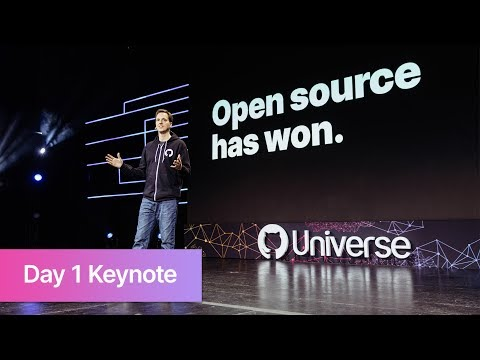 Open source
has won.
Universe
Day 1 Keynote